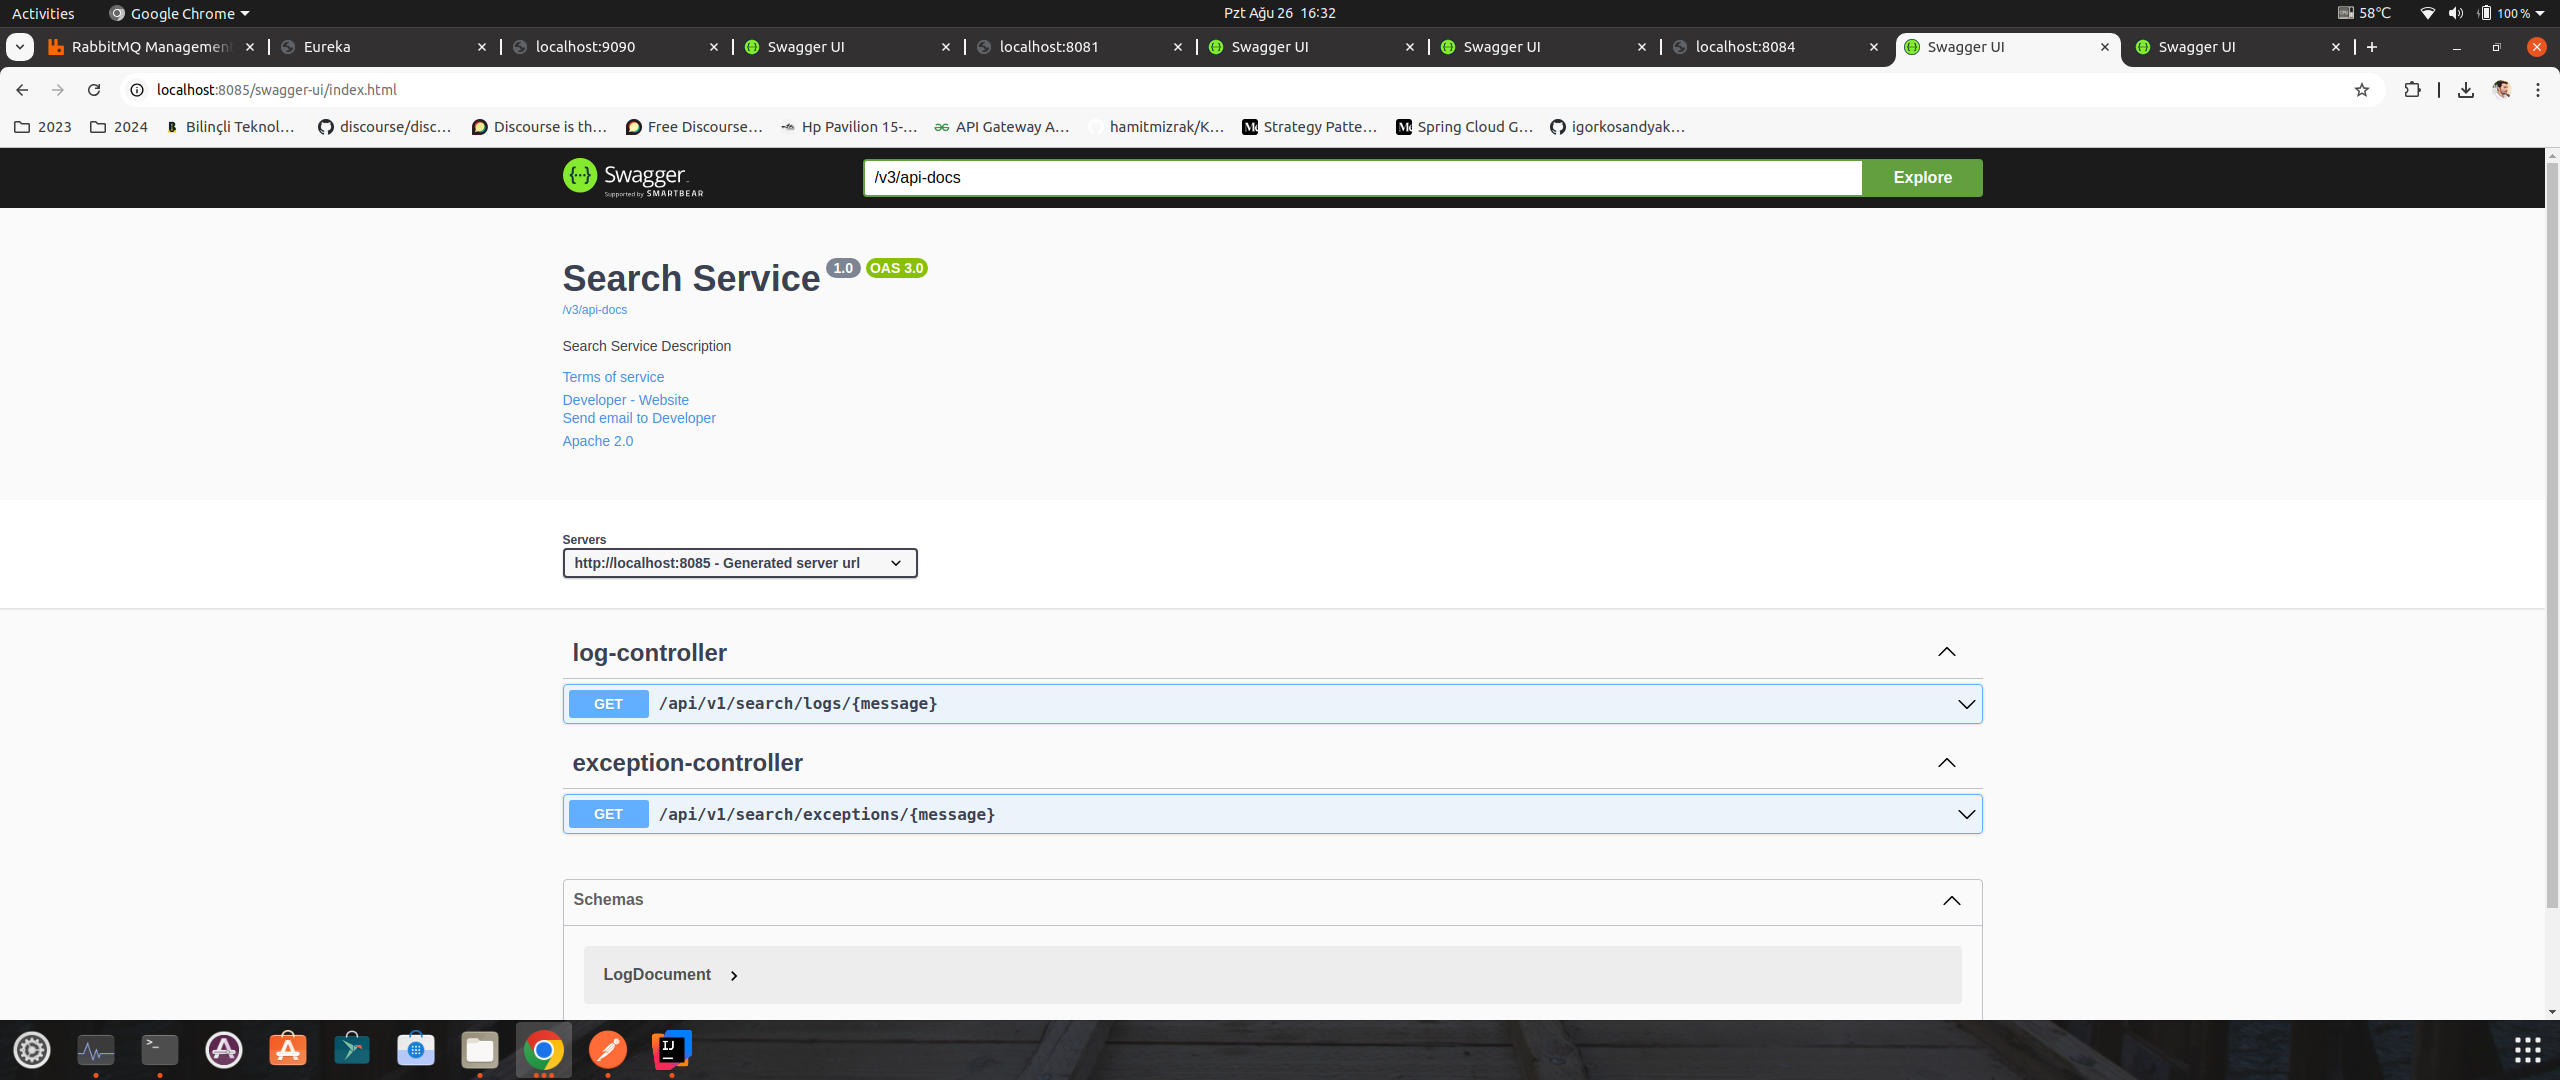 Activities
Google Chrome
Pzt Ağu 26 16:32
58°C
100 %
RabbitMQ Management
Eureka
localhost:9090
Swagger UI
localhost:8081
Swagger UI
Swagger UI
localhost:8084
Swagger UI
Swagger UI
localhost:8085/swagger-ui/index.html
2023
2024
Bilinçli Teknol...
discourse/disc...
Discourse is th...
Free Discourse...
Hp Pavilion 15-...
API Gateway A...
hamitmizrak/K...
Strategy Patte...
Spring Cloud G...
igorkosandyak...
Swagger
Supported by SMARTBEAR
/v3/api-docs
Explore
Search Service 1.0 OAS 3.0
/v3/api-docs
Search Service Description
Terms of service
Developer - Website
Send email to Developer
Apache 2.0
Servers
http://localhost:8085 - Generated server url
log-controller
GET /api/v1/search/logs/{message}
exception-controller
GET /api/v1/search/exceptions/{message}
Schemas
LogDocument